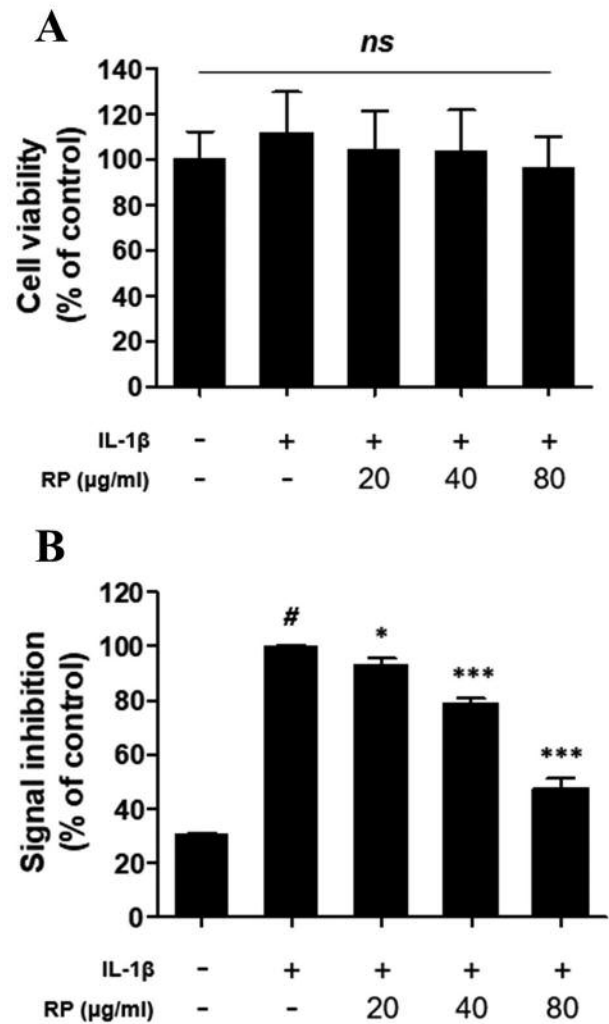 A
ns
Cell viability
(% of control)
140
120
100
80
60
40
20
0
IL-1β - + + + +
RP (µg/ml) - - 20 40 80
B
Signal inhibition
(% of control)
120
100
80
60
40
20
0
#
*
***
***
IL-1β - + + + +
RP (µg/ml) - - 20 40 80